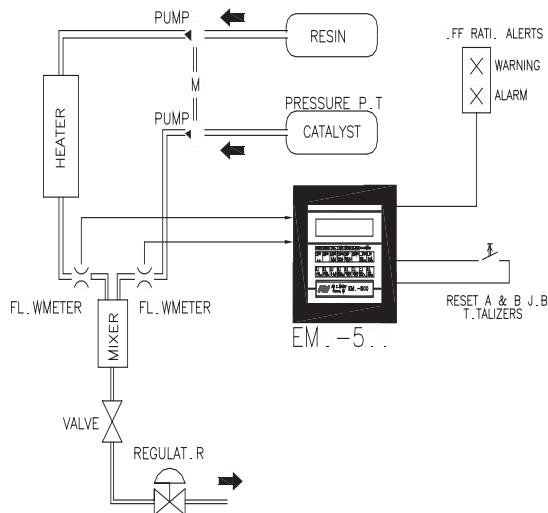 PUMP
RESIN
.FF RATI. ALERTS
WARNING
ALARM
M
HEATER
PUMP
PRESSURE P.T
CATALYST
FL.WMETER
FL.WMETER
MIXER
EM.-5..
RESET A & B J.B
T.TALIZERS
VALVE
REGULAT.R